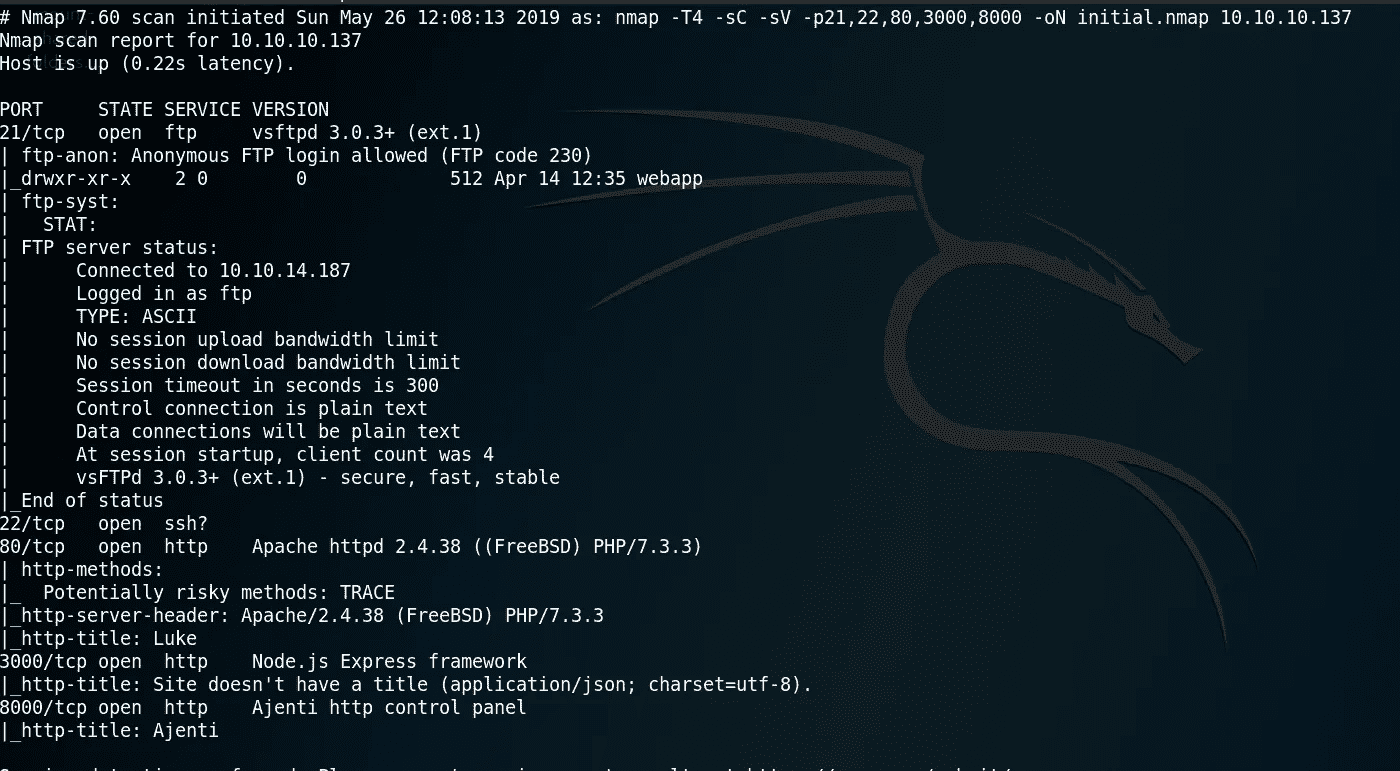 # Nmap 7.60 scan initiated Sun May 26 12:08:13 2019 as: nmap -T4 -sC -sV -p21,22,80,3000,8000 -oN initial.nmap 10.10.10.137
Nmap scan report for 10.10.10.137
Host is up (0.22s latency).
PORT     STATE SERVICE VERSION
21/tcp   open  ftp     vsftpd 3.0.3+ (ext.1)
| ftp-anon: Anonymous FTP login allowed (FTP code 230)
|_drwxr-xr-x    2 0        0             512 Apr 14 12:35 webapp
| ftp-syst:
|   STAT:
| FTP server status:
|      Connected to 10.10.14.187
|      Logged in as ftp
|      TYPE: ASCII
|      No session upload bandwidth limit
|      No session download bandwidth limit
|      Session timeout in seconds is 300
|      Control connection is plain text
|      Data connections will be plain text
|      At session startup, client count was 4
|      vsFTPd 3.0.3+ (ext.1) - secure, fast, stable
|_End of status
22/tcp   open  ssh?
80/tcp   open  http    Apache httpd 2.4.38 ((FreeBSD) PHP/7.3.3)
| http-methods:
|_  Potentially risky methods: TRACE
|_http-server-header: Apache/2.4.38 (FreeBSD) PHP/7.3.3
|_http-title: Luke
3000/tcp open  http    Node.js Express framework
|_http-title: Site doesn't have a title (application/json; charset=utf-8).
8000/tcp open  http    Ajenti http control panel
|_http-title: Ajenti